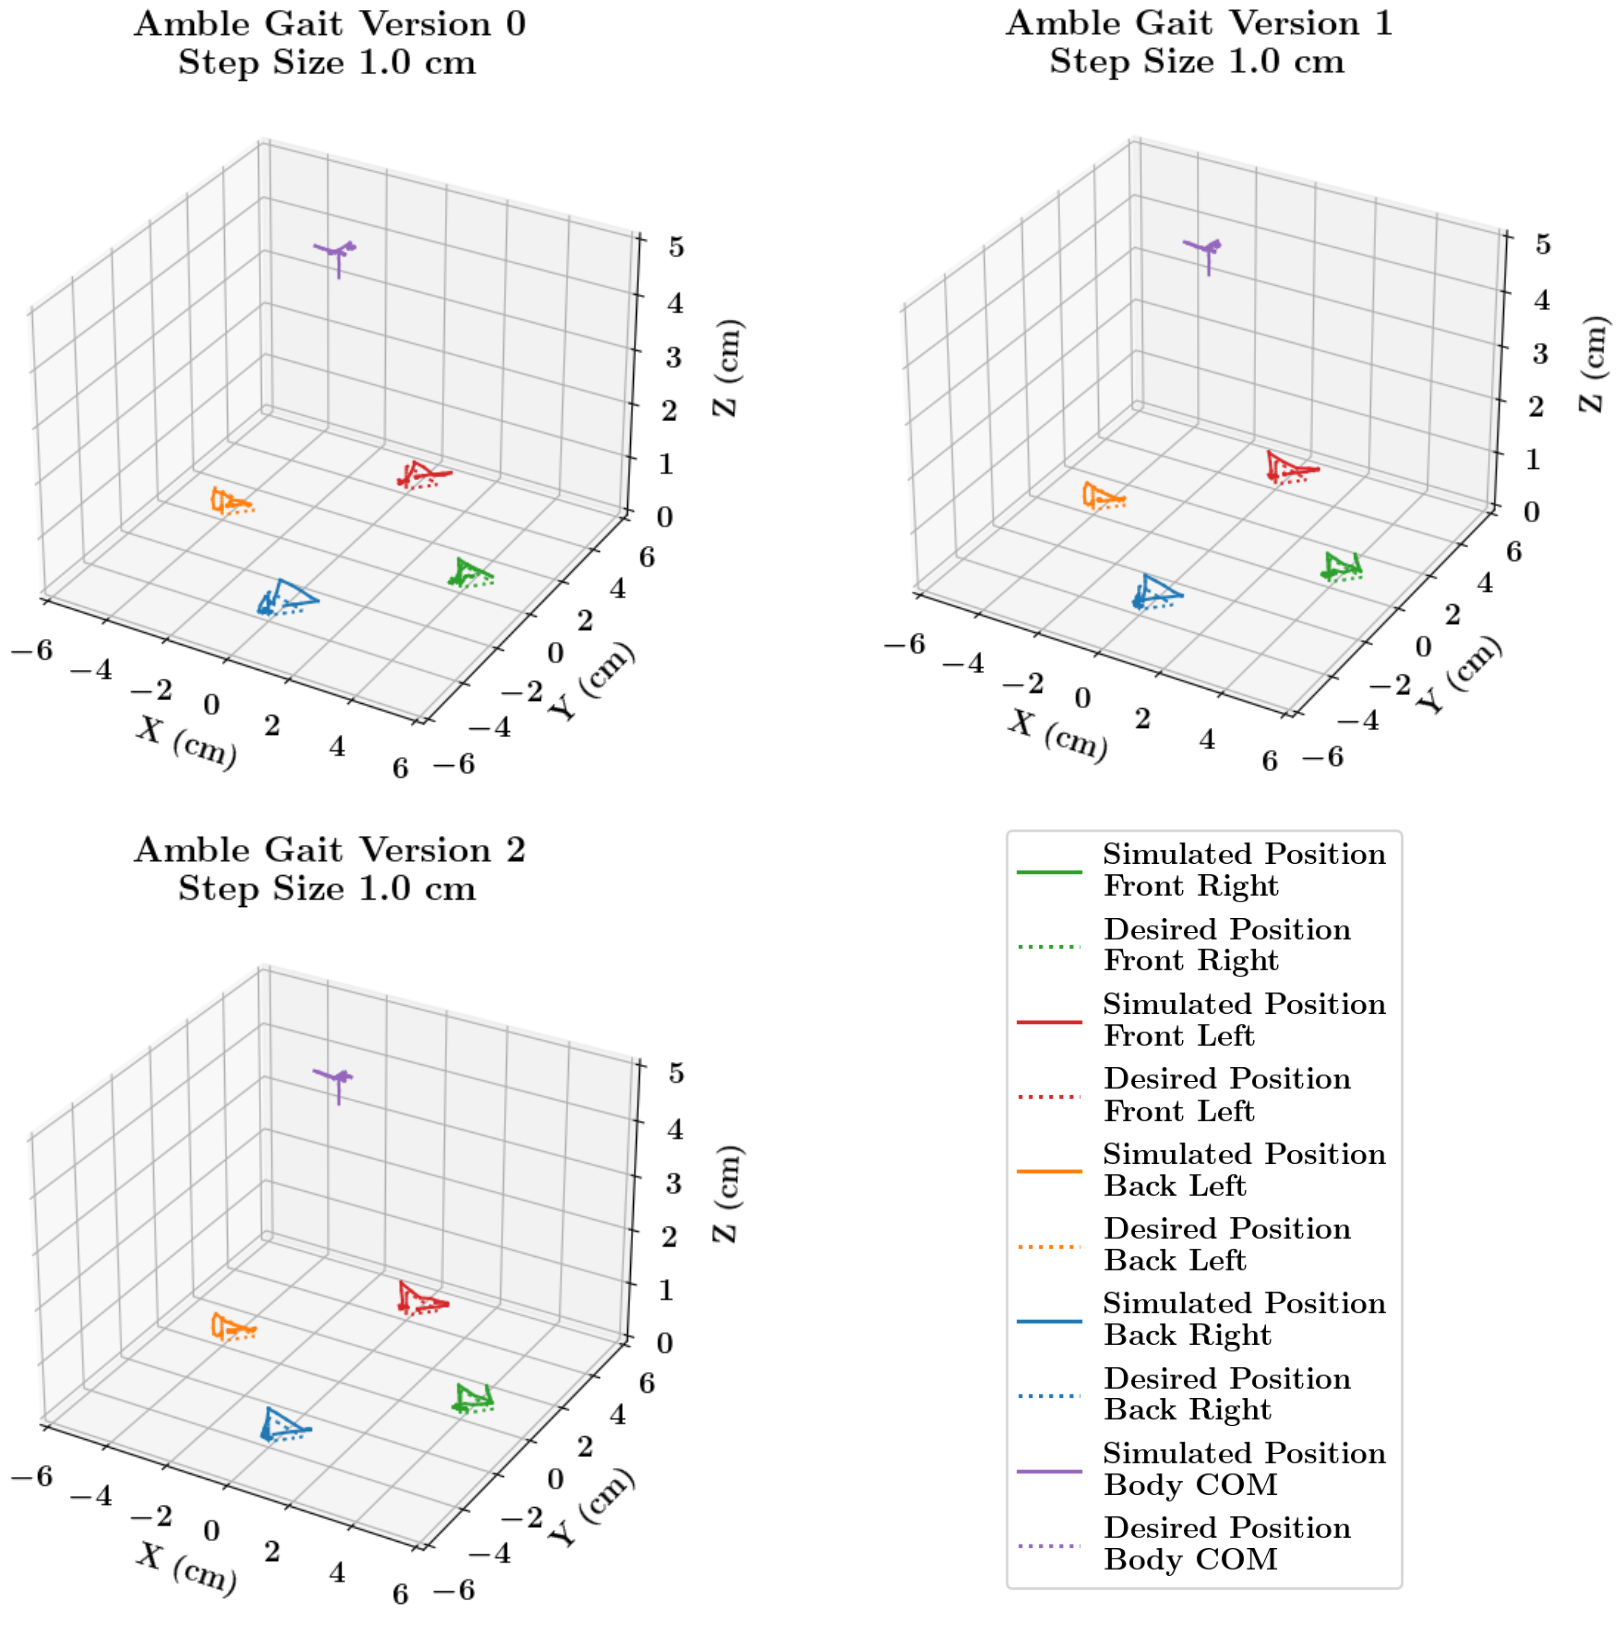 Amble Gait Version 0
Step Size 1.0 cm
5
4
3
2
1
0
Z (cm)
6
4
2
0
−2
−4
−6
Y (cm)
−6
−4
−2
0
2
4
6
X (cm)
Amble Gait Version 1
Step Size 1.0 cm
5
4
3
2
1
0
Z (cm)
6
4
2
0
−2
−4
−6
Y (cm)
−6
−4
−2
0
2
4
6
X (cm)
Amble Gait Version 2
Step Size 1.0 cm
5
4
3
2
1
0
Z (cm)
6
4
2
0
−2
−4
−6
Y (cm)
−6
−4
−2
0
2
4
6
X (cm)
Simulated Position
Front Right
Desired Position
Front Right
Simulated Position
Front Left
Desired Position
Front Left
Simulated Position
Back Left
Desired Position
Back Left
Simulated Position
Back Right
Desired Position
Back Right
Simulated Position
Body COM
Desired Position
Body COM